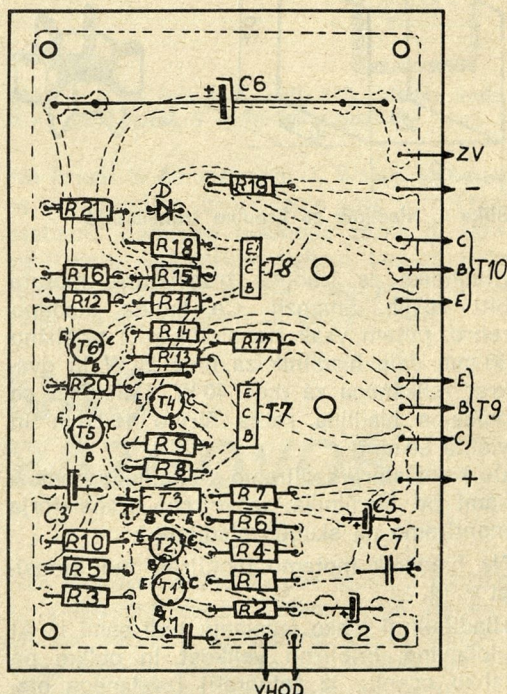 + C6
ZV
D R19 -
R21
R18 E C B T8 C B E T10
R16 R15
R12 R11
R14
E C B T6 R13 R17
R20 E C B T4 E C B T7 E B C T9
E C B T5
R9
R8
+ C3 T3 R7 +
E C B R6 + C5
R10 E C B T2 R4 C7
R5 R1
R3 E C B T1 R2 + C2
C1
VHOD